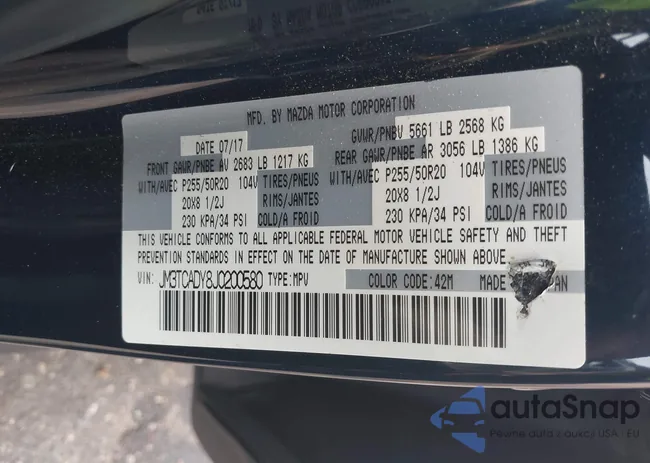 MFD. BY MAZDA MOTOR CORPORATION
DATE 07/17 GVWR/PNBV 5661 LB 2568 KG
FRONT GAWR/PNBE AV 2683 LB 1217 KG REAR GAWR/PNBE AR 3056 LB 1386 KG
WITH/AVEC P255/50R20 104V TIRES/PNEUS WITH/AVEC P255/50R20 104V TIRES/PNEUS
20X8 1/2J RIMS/JANTES 20X8 1/2J RIMS/JANTES
230 KPA/34 PSI COLD/A FROID 230 KPA/34 PSI COLD/A FROID
THIS VEHICLE CONFORMS TO ALL APPLICABLE FEDERAL MOTOR VEHICLE SAFETY AND THEFT
PREVENTION STANDARDS IN EFFECT ON THE DATE OF MANUFACTURE SHOWN ABOVE.
VIN: JM3TCADY8J0200580 TYPE:MPV COLOR CODE:42M MADE
autaSnap
Pewne auta z aukcji USA - EU